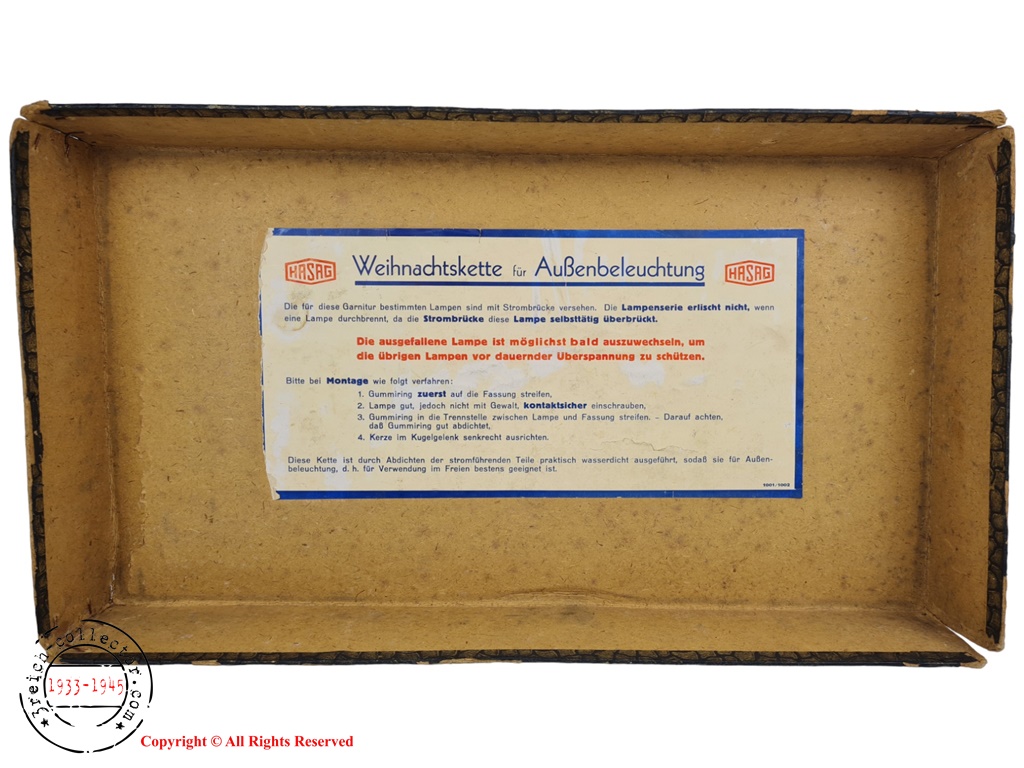 HASAG Weihnachtskette für Außenbeleuchtung HASAG
Die für diese Garnitur bestimmten Lampen sind mit Strombrücke versehen. Die Lampenserie erlischt nicht, wenn
eine Lampe durchbrennt, da die Strombrücke diese Lampe selbsttätig überbrückt.
Die ausgefallene Lampe ist möglichst bald auszuwechseln, um
die übrigen Lampen vor dauernder Überspannung zu schützen.
Bitte bei Montage wie folgt verfahren:
1. Gummiring zuerst auf die Fassung streifen,
2. Lampe gut, jedoch nicht mit Gewalt, kontaktsicher einschrauben,
3. Gummiring in die Trennstelle zwischen Lampe und Fassung streifen. – Darauf achten,
daß Gummiring gut abdichtet,
4. Kerze im Kugelgelenk senkrecht ausrichten.
Diese Kette ist durch Abdichten der stromführenden Teile praktisch wasserdicht ausgeführt, sodaß sie für Außen-
beleuchtung, d. h. für Verwendung im Freien bestens geeignet ist.
1001/1003
3reich-collector.com
1933-1945
Copyright © All Rights Reserved